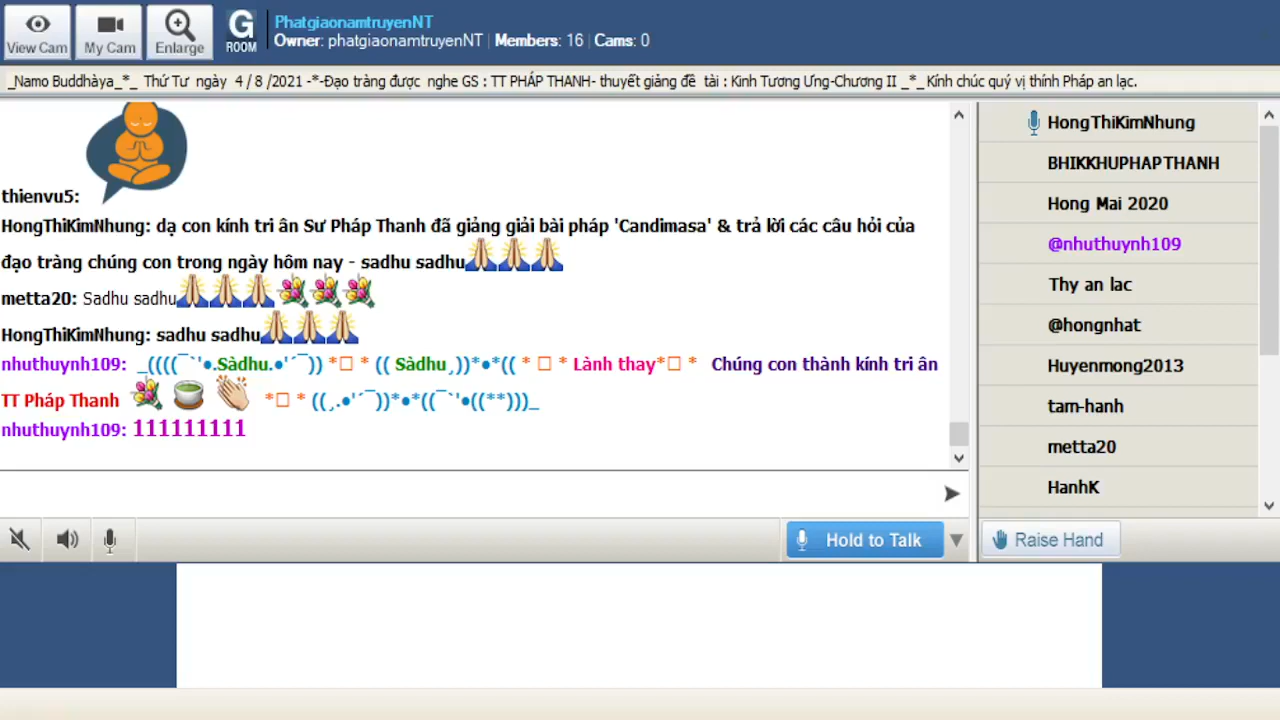 View Cam
My Cam
Enlarge
G
ROOM
PhatgiaonamtruyenNT
Owner: phatgiaonamtruyenNT | Members: 16 | Cams: 0
_Namo Buddhàya_*_ Thứ Tư ngày 4 / 8 /2021 -*-Đạo tràng được nghe GS : TT PHÁP THANH- thuyết giảng đề tài : Kinh Tương Ưng-Chương II _*_ Kính chúc quý vị thính Pháp an lạc.
thienvu5:
HongThiKimNhung: dạ con kính tri ân Sư Pháp Thanh đã giảng giải bài pháp 'Candimasa' & trả lời các câu hỏi của
đạo tràng chúng con trong ngày hôm nay - sadhu sadhu
metta20: Sadhu sadhu
HongThiKimNhung: sadhu sadhu
nhuthuynh109: _((((¯`'•.Sàdhu.•'´¯)) *□ * (( Sàdhu¸))*•*(( * □ * Lành thay*□ * Chúng con thành kính tri ân
TT Pháp Thanh *□ * ((¸.•'´¯))*•*((¯`'•((**)))_
nhuthuynh109: 111111111
HongThiKimNhung
BHIKKHUPHAPTHANH
Hong Mai 2020
@nhuthuynh109
Thy an lac
@hongnhat
Huyenmong2013
tam-hanh
metta20
HanhK
Hold to Talk
Raise Hand